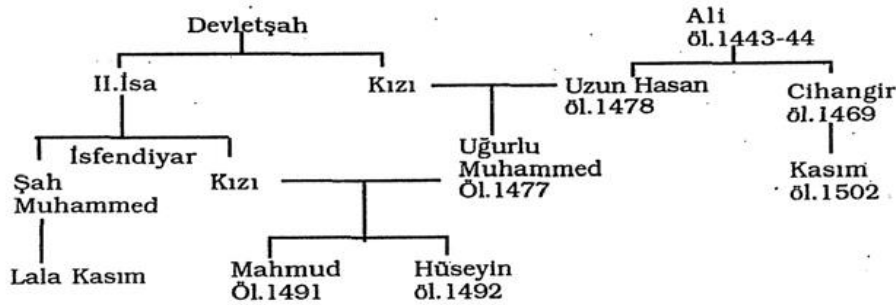 Devletşah
Ali
öl.1443-44
II.İsa
Kızı
Uzun Hasan
öl.1478
Cihangir
öl.1469
İsfendiyar
Şah
Muhammed
Kızı
Uğurlu
Muhammed
Öl.1477
Kasım
öl.1502
Lala Kasım
Mahmud
Öl.1491
Hüseyin
öl.1492